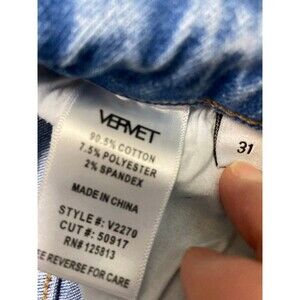 VERVET
90.5% COTTON
7.5% POLYESTER
2% SPANDEX
MADE IN CHINA
STYLE #: V2270
CUT #: 50917
RN# 125813
EE REVERSE FOR CARE
31